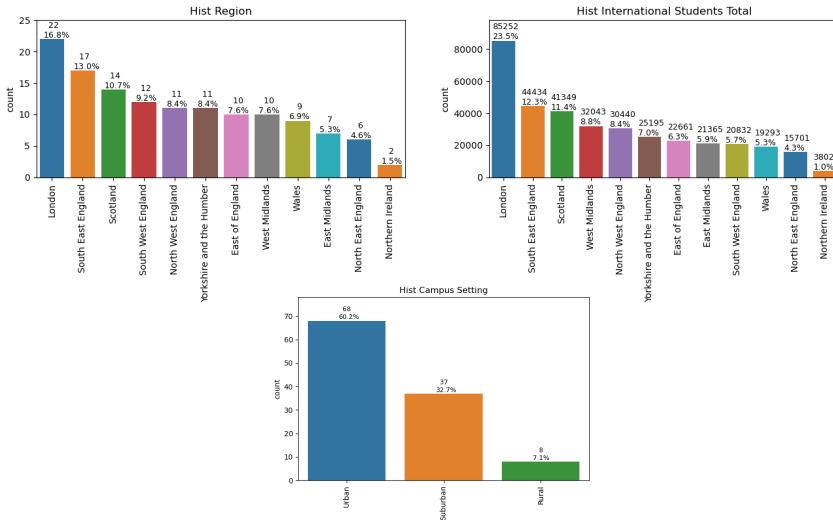 Hist Region
count
25
20
15
10
5
0
22
16.8%
17
13.0%
14
10.7%
12
9.2%
11
8.4%
11
8.4%
10
7.6%
10
7.6%
9
6.9%
7
5.3%
6
4.6%
2
1.5%
London
South East England
Scotland
South West England
North West England
Yorkshire and the Humber
East of England
West Midlands
Wales
East Midlands
North East England
Northern Ireland
Hist International Students Total
count
80000
60000
40000
20000
0
85252
23.5%
44434
12.3%
41349
11.4%
32043
8.8%
30440
8.4%
25195
7.0%
22661
6.3%
21365
5.9%
20832
5.7%
19293
5.3%
15701
4.3%
3802
1.0%
London
South East England
Scotland
West Midlands
North West England
Yorkshire and the Humber
East of England
East Midlands
South West England
Wales
North East England
Northern Ireland
Hist Campus Setting
count
70
60
50
40
30
20
10
0
68
60.2%
37
32.7%
8
7.1%
Urban
Suburban
Rural